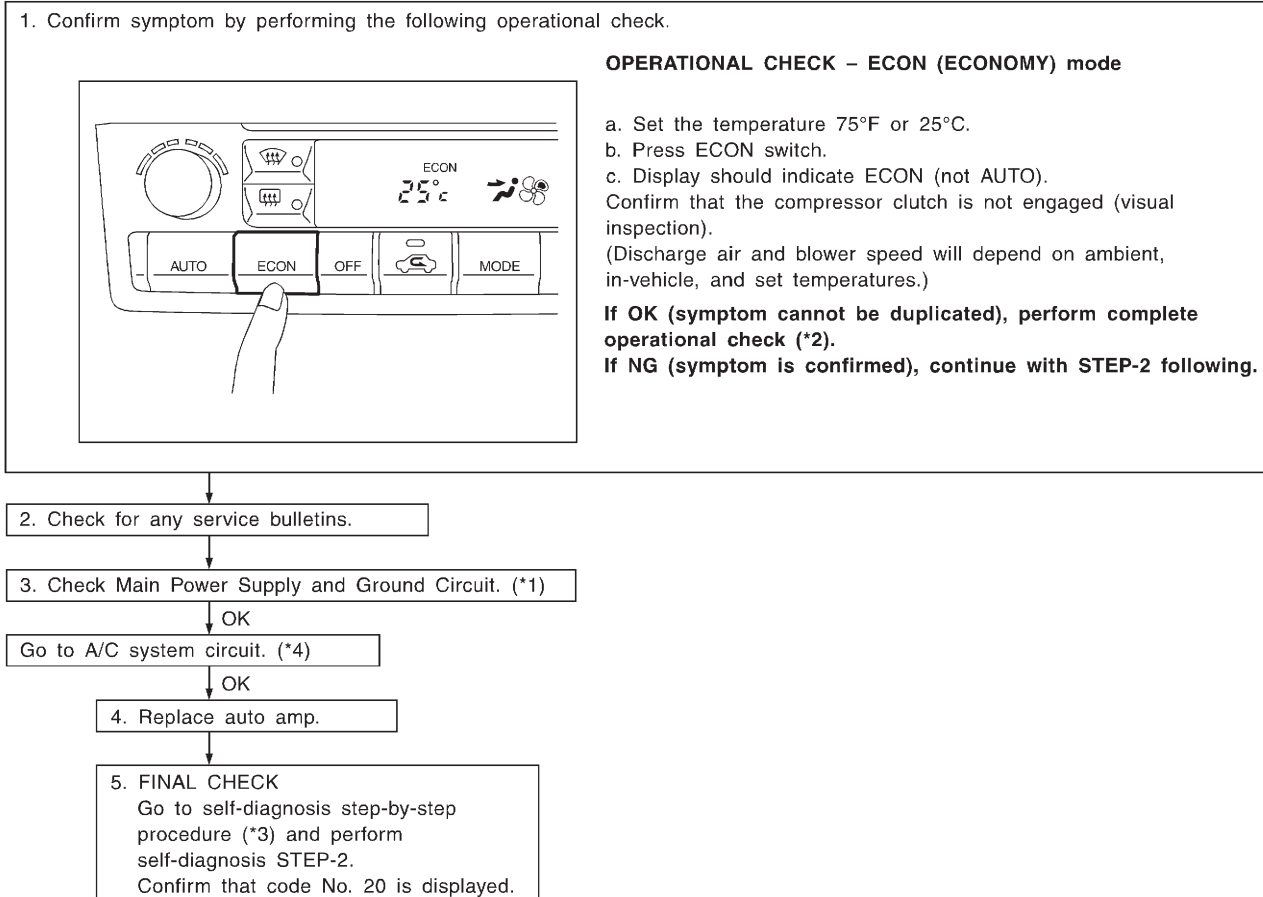 1. Confirm symptom by performing the following operational check.
OPERATIONAL CHECK – ECON (ECONOMY) mode
a. Set the temperature 75°F or 25°C.
b. Press ECON switch.
c. Display should indicate ECON (not AUTO).
Confirm that the compressor clutch is not engaged (visual
inspection).
(Discharge air and blower speed will depend on ambient,
in-vehicle, and set temperatures.)
If OK (symptom cannot be duplicated), perform complete
operational check (*2).
If NG (symptom is confirmed), continue with STEP-2 following.
ECON
25°c
AUTO ECON OFF MODE
2. Check for any service bulletins.
3. Check Main Power Supply and Ground Circuit. (*1)
OK
Go to A/C system circuit. (*4)
OK
4. Replace auto amp.
5. FINAL CHECK
Go to self-diagnosis step-by-step
procedure (*3) and perform
self-diagnosis STEP-2.
Confirm that code No. 20 is displayed.